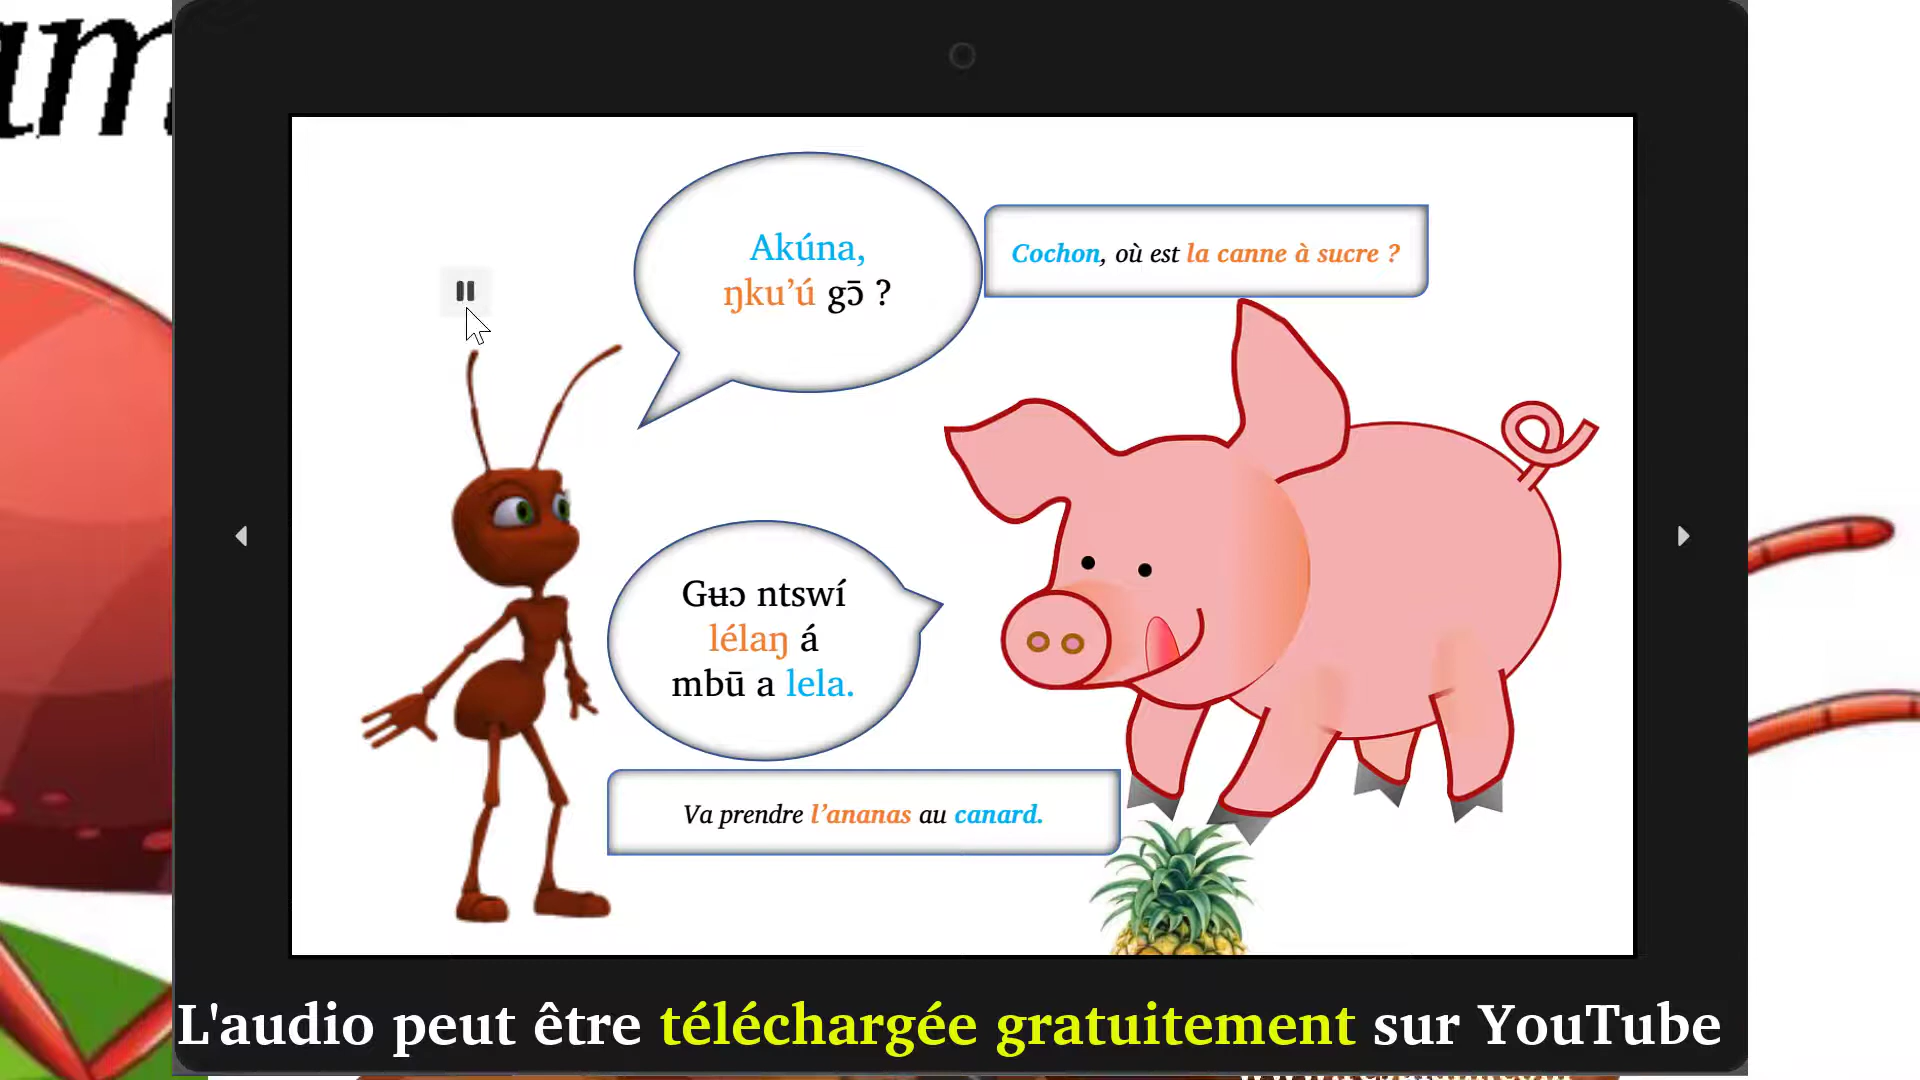 am
Akúna,
ŋku’ú gɔ̄ ?
Cochon, où est la canne à sucre ?
Gʉɔ ntswí
lélaŋ á
mbū a lela.
Va prendre l’ananas au canard.
L'audio peut être téléchargée gratuitement sur YouTube